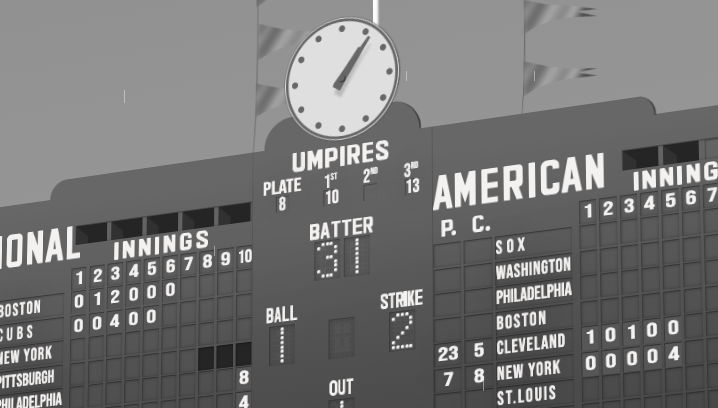 UMPIRES
PLATE 1ST 2ND 3RD
8 10 13
BATTER
31
BALL STRIKE
1 2
OUT
IONAL INNINGS
1 2 3 4 5 6 7 8 9 10
BOSTON 0 1 2 0 0 0
CUBS 0 0 4 0 0
NEW YORK
PITTSBURGH 8
PHILADELPHIA 4
AMERICAN INNING
P. C. 1 2 3 4 5 6 7
SOX
WASHINGTON
PHILADELPHIA
BOSTON
23 5 CLEVELAND 1 0 1 0 0
7 8 NEW YORK 0 0 0 0 4
ST.LOUIS